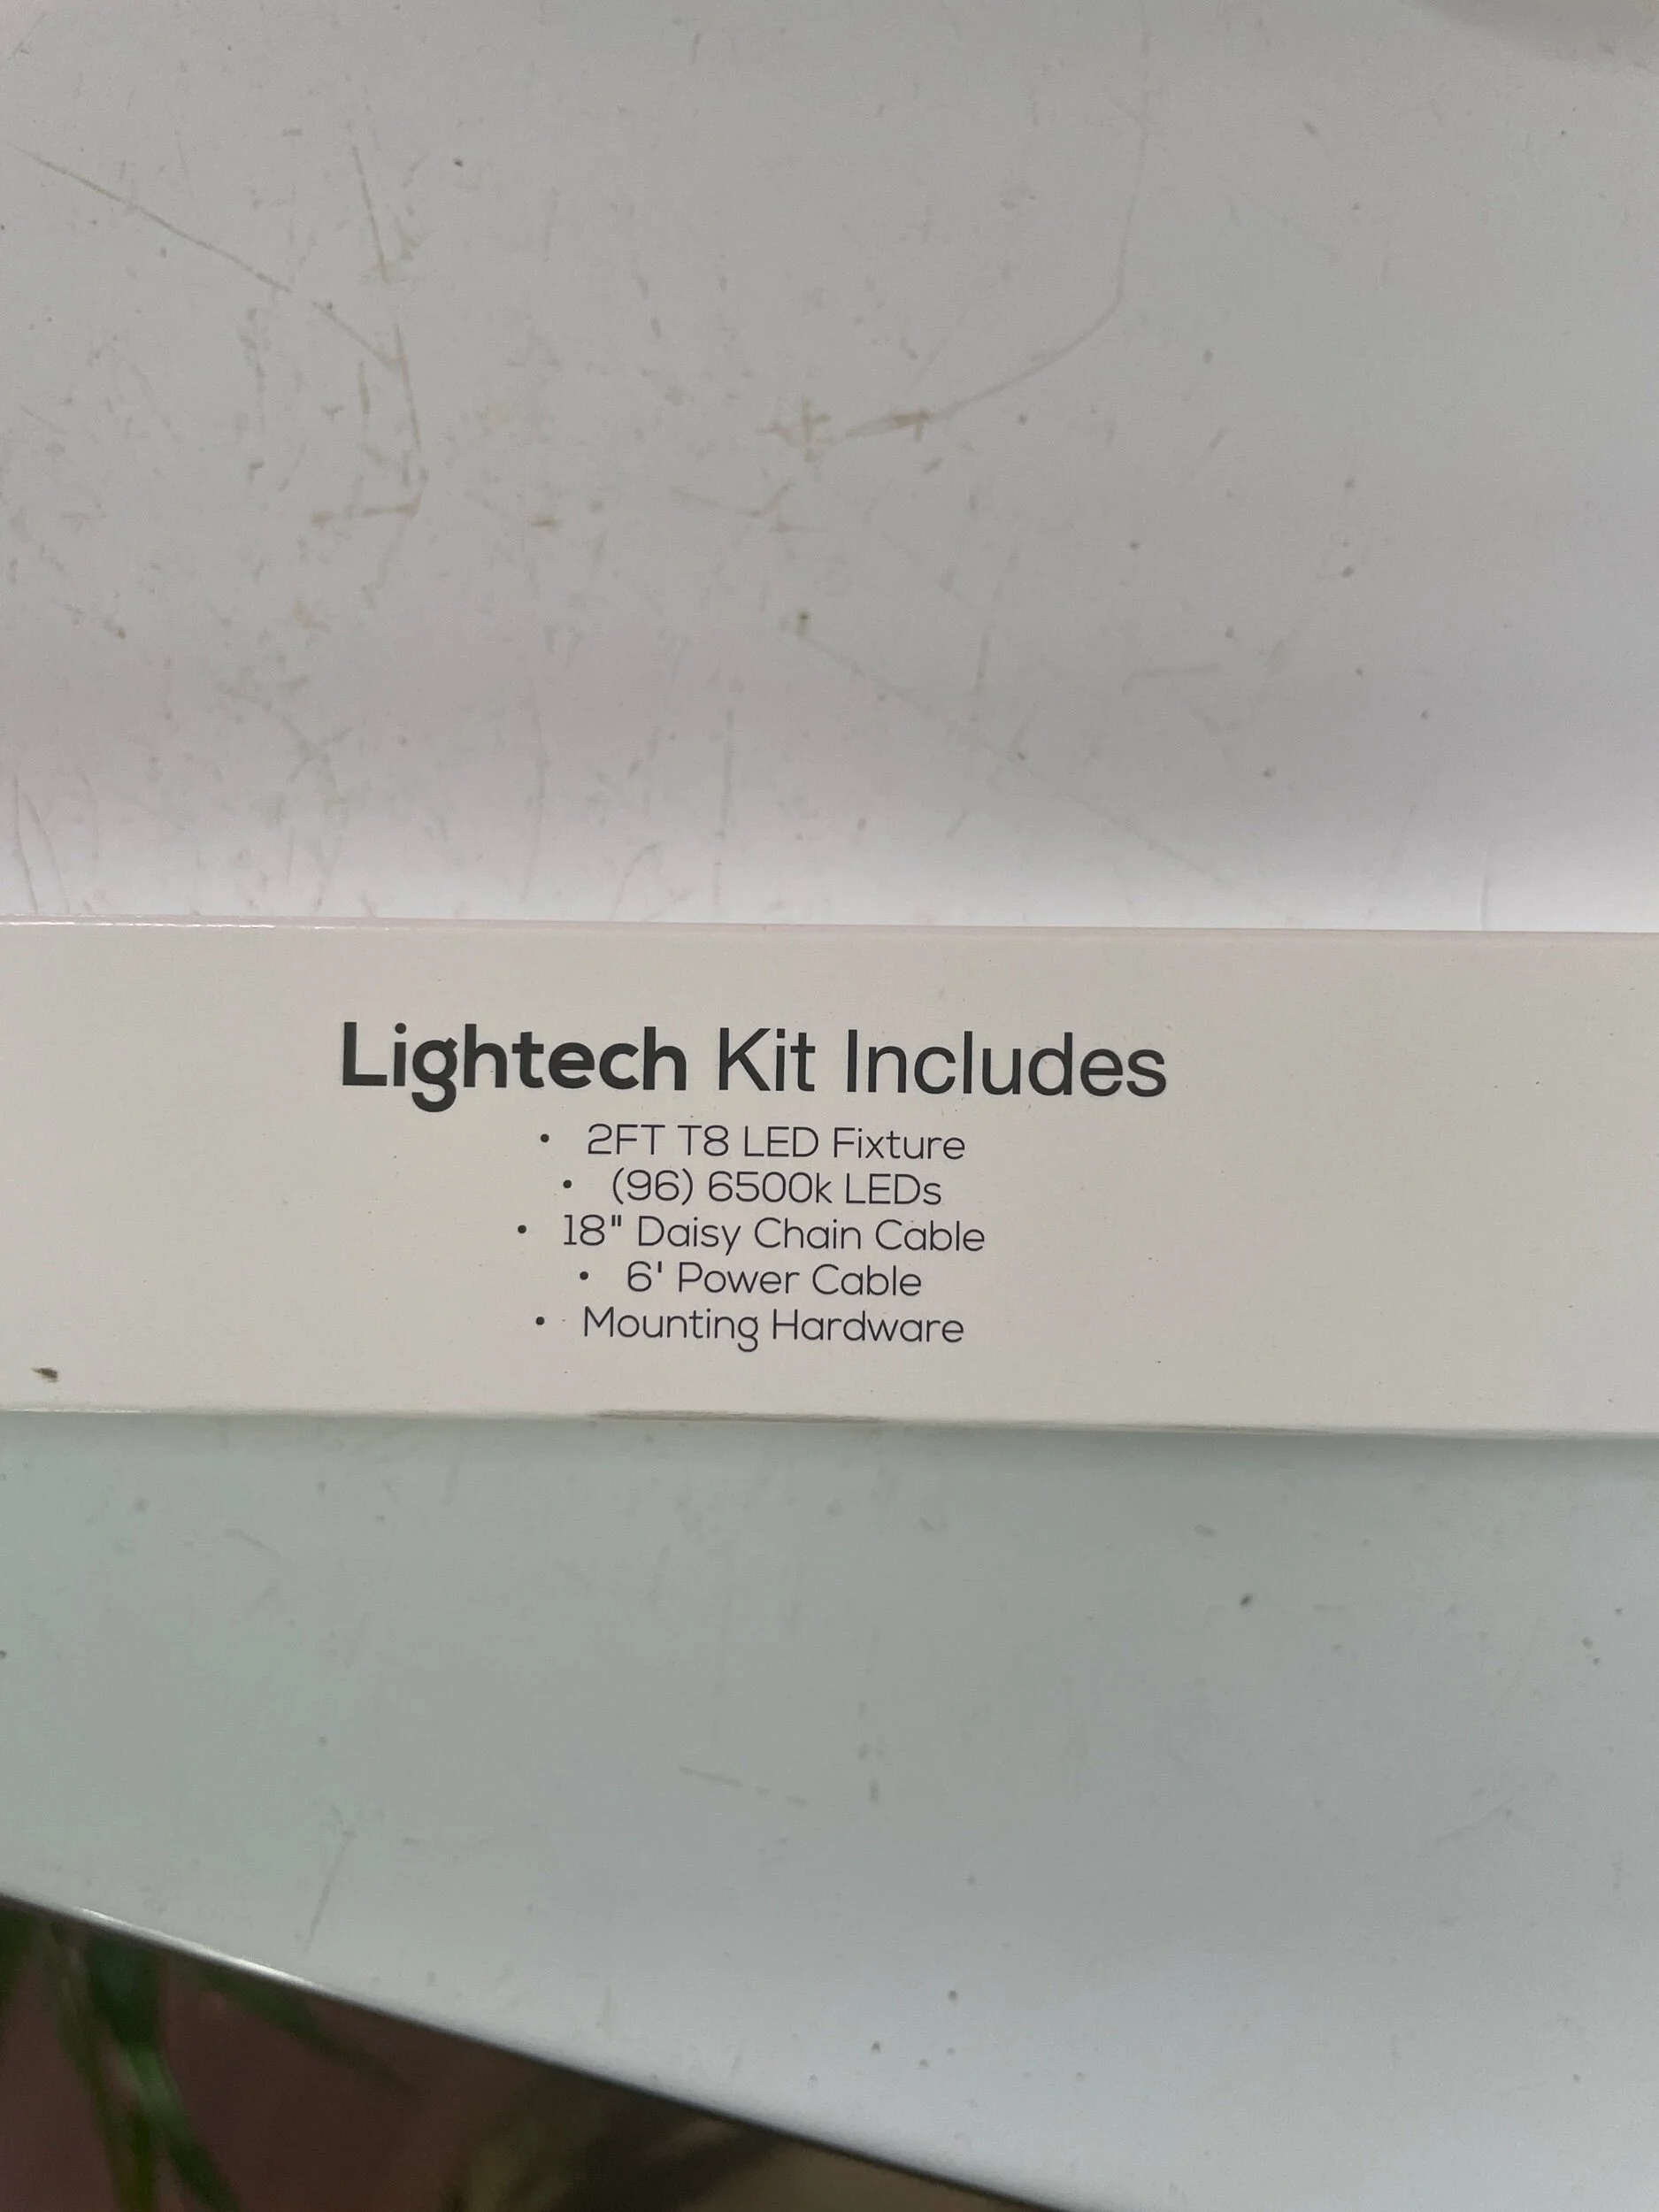 Lightech Kit Includes
• 2FT T8 LED Fixture
• (96) 6500k LEDs
• 18" Daisy Chain Cable
• 6' Power Cable
• Mounting Hardware